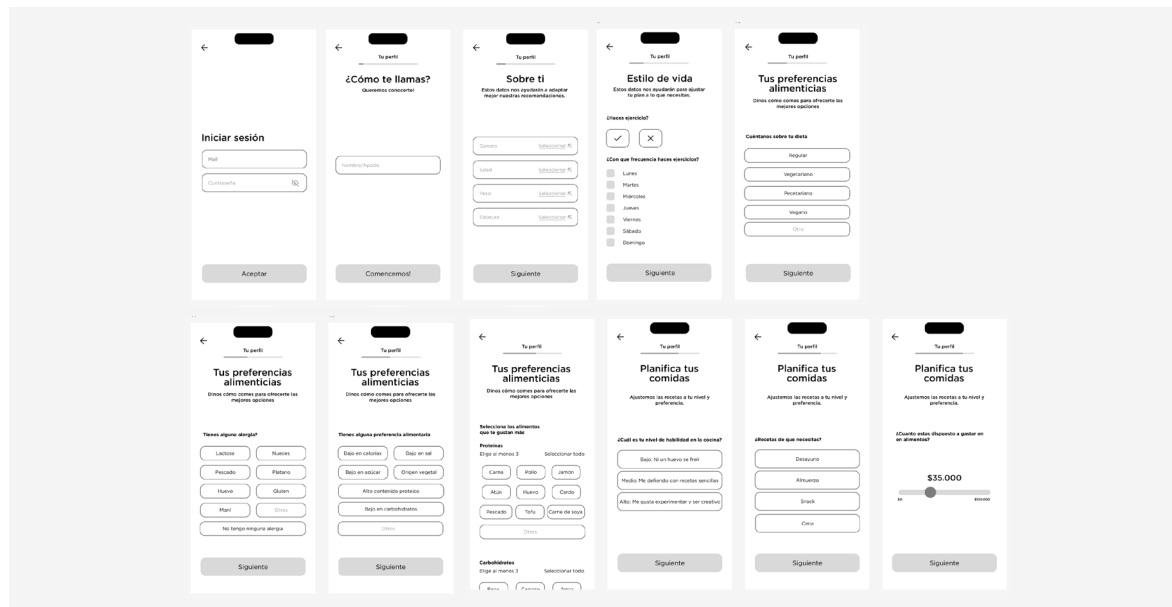 Iniciar sesión
Mail
Contraseña
Aceptar
Tu perfil
¿Cómo te llamas?
Queremos conocerte!
Nombre/Apodo
Comencemos!
Tu perfil
Sobre ti
Estos datos nos ayudarán a adaptar
mejor nuestras recomendaciones.
Género Seleccionar
Edad Seleccionar
Peso Seleccionar
Estatura Seleccionar
Siguiente
Tu perfil
Estilo de vida
Estos datos nos ayudarán para ajustar
tu plan a lo que necesitas.
¿Haces ejercicio?
¿Con que frecuencia haces ejercicios?
Lunes
Martes
Miércoles
Jueves
Viernes
Sábado
Domingo
Siguiente
Tu perfil
Tus preferencias
alimenticias
Dinos cómo comes para ofrecerte las
mejores opciones
Cuéntanos sobre tu dieta
Regular
Vegetariano
Pecetariano
Vegano
Otro
Siguiente
Tu perfil
Tus preferencias
alimenticias
Dinos cómo comes para ofrecerte las
mejores opciones
Tienes alguna alergia?
Lactosa Nueces
Pescado Platano
Huevo Gluten
Maní Otros
No tengo ninguna alergia
Siguiente
Tu perfil
Tus preferencias
alimenticias
Dinos cómo comes para ofrecerte las
mejores opciones
Tienes alguna preferencia alimentaria
Bajo en calorías Bajo en sal
Bajo en azúcar Origen vegetal
Alto contenido proteico
Bajo en carbohidratos
Otros
Siguiente
Tu perfil
Tus preferencias
alimenticias
Dinos cómo comes para ofrecerte las
mejores opciones
Selecciona los alimentos
que te gustan más
Proteínas
Elige al menos 3 Seleccionar todo
Carne Pollo Jamón
Atún Huevo Cerdo
Pescado Tofu Carne de soya
Otros
Carbohidratos
Elige al menos 3 Seleccionar todo
Tu perfil
Planifica tus
comidas
Ajustemos las recetas a tu nivel y
preferencia.
¿Cuál es tu nivel de habilidad en la cocina?
Bajo: Ni un huevo se freír
Medio: Me defiendo con recetas sencillas
Alto: Me gusta experimentar y ser creativo
Siguiente
Tu perfil
Planifica tus
comidas
Ajustemos las recetas a tu nivel y
preferencia.
¿Recetas de que necesitas?
Desayuno
Almuerzo
Snack
Cena
Siguiente
Tu perfil
Planifica tus
comidas
Ajustemos las recetas a tu nivel y
preferencia.
¿Cuanto estas dispuesto a gastar en
en alimentos?
$35.000
$0
Siguiente